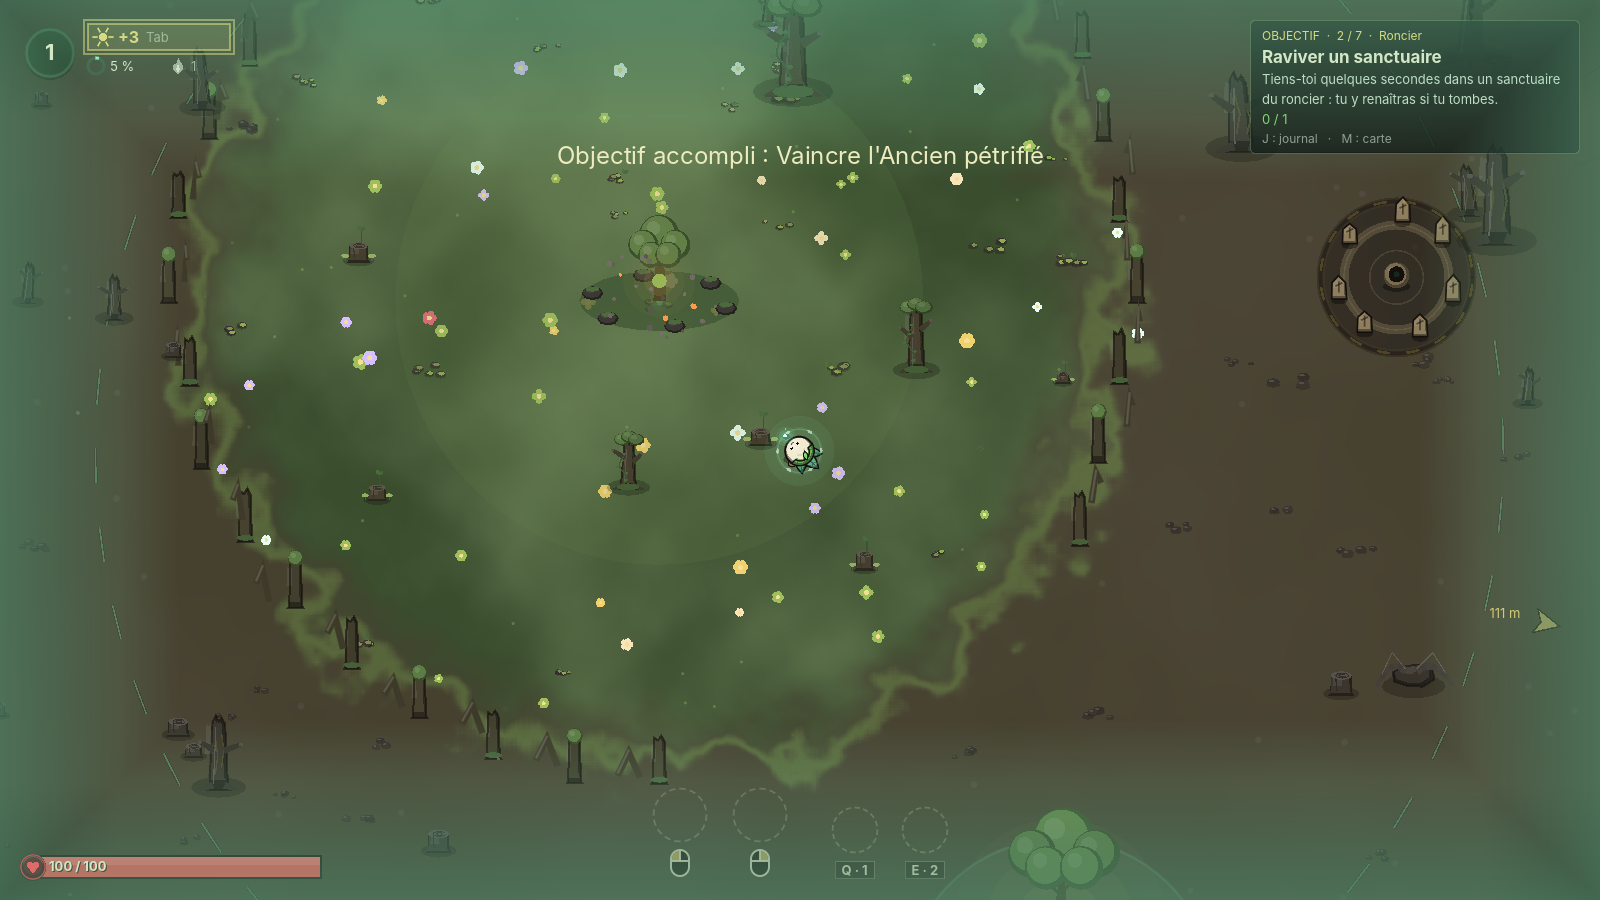 1
+3 Tab
5 % 1
OBJECTIF · 2 / 7 · Roncier
Raviver un sanctuaire
Tiens-toi quelques secondes dans un sanctuaire
du roncier : tu y renaîtras si tu tombes.
0 / 1
J : journal · M : carte
Objectif accompli : Vaincre l'Ancien pétrifié
111 m
100 / 100
Q · 1
E · 2